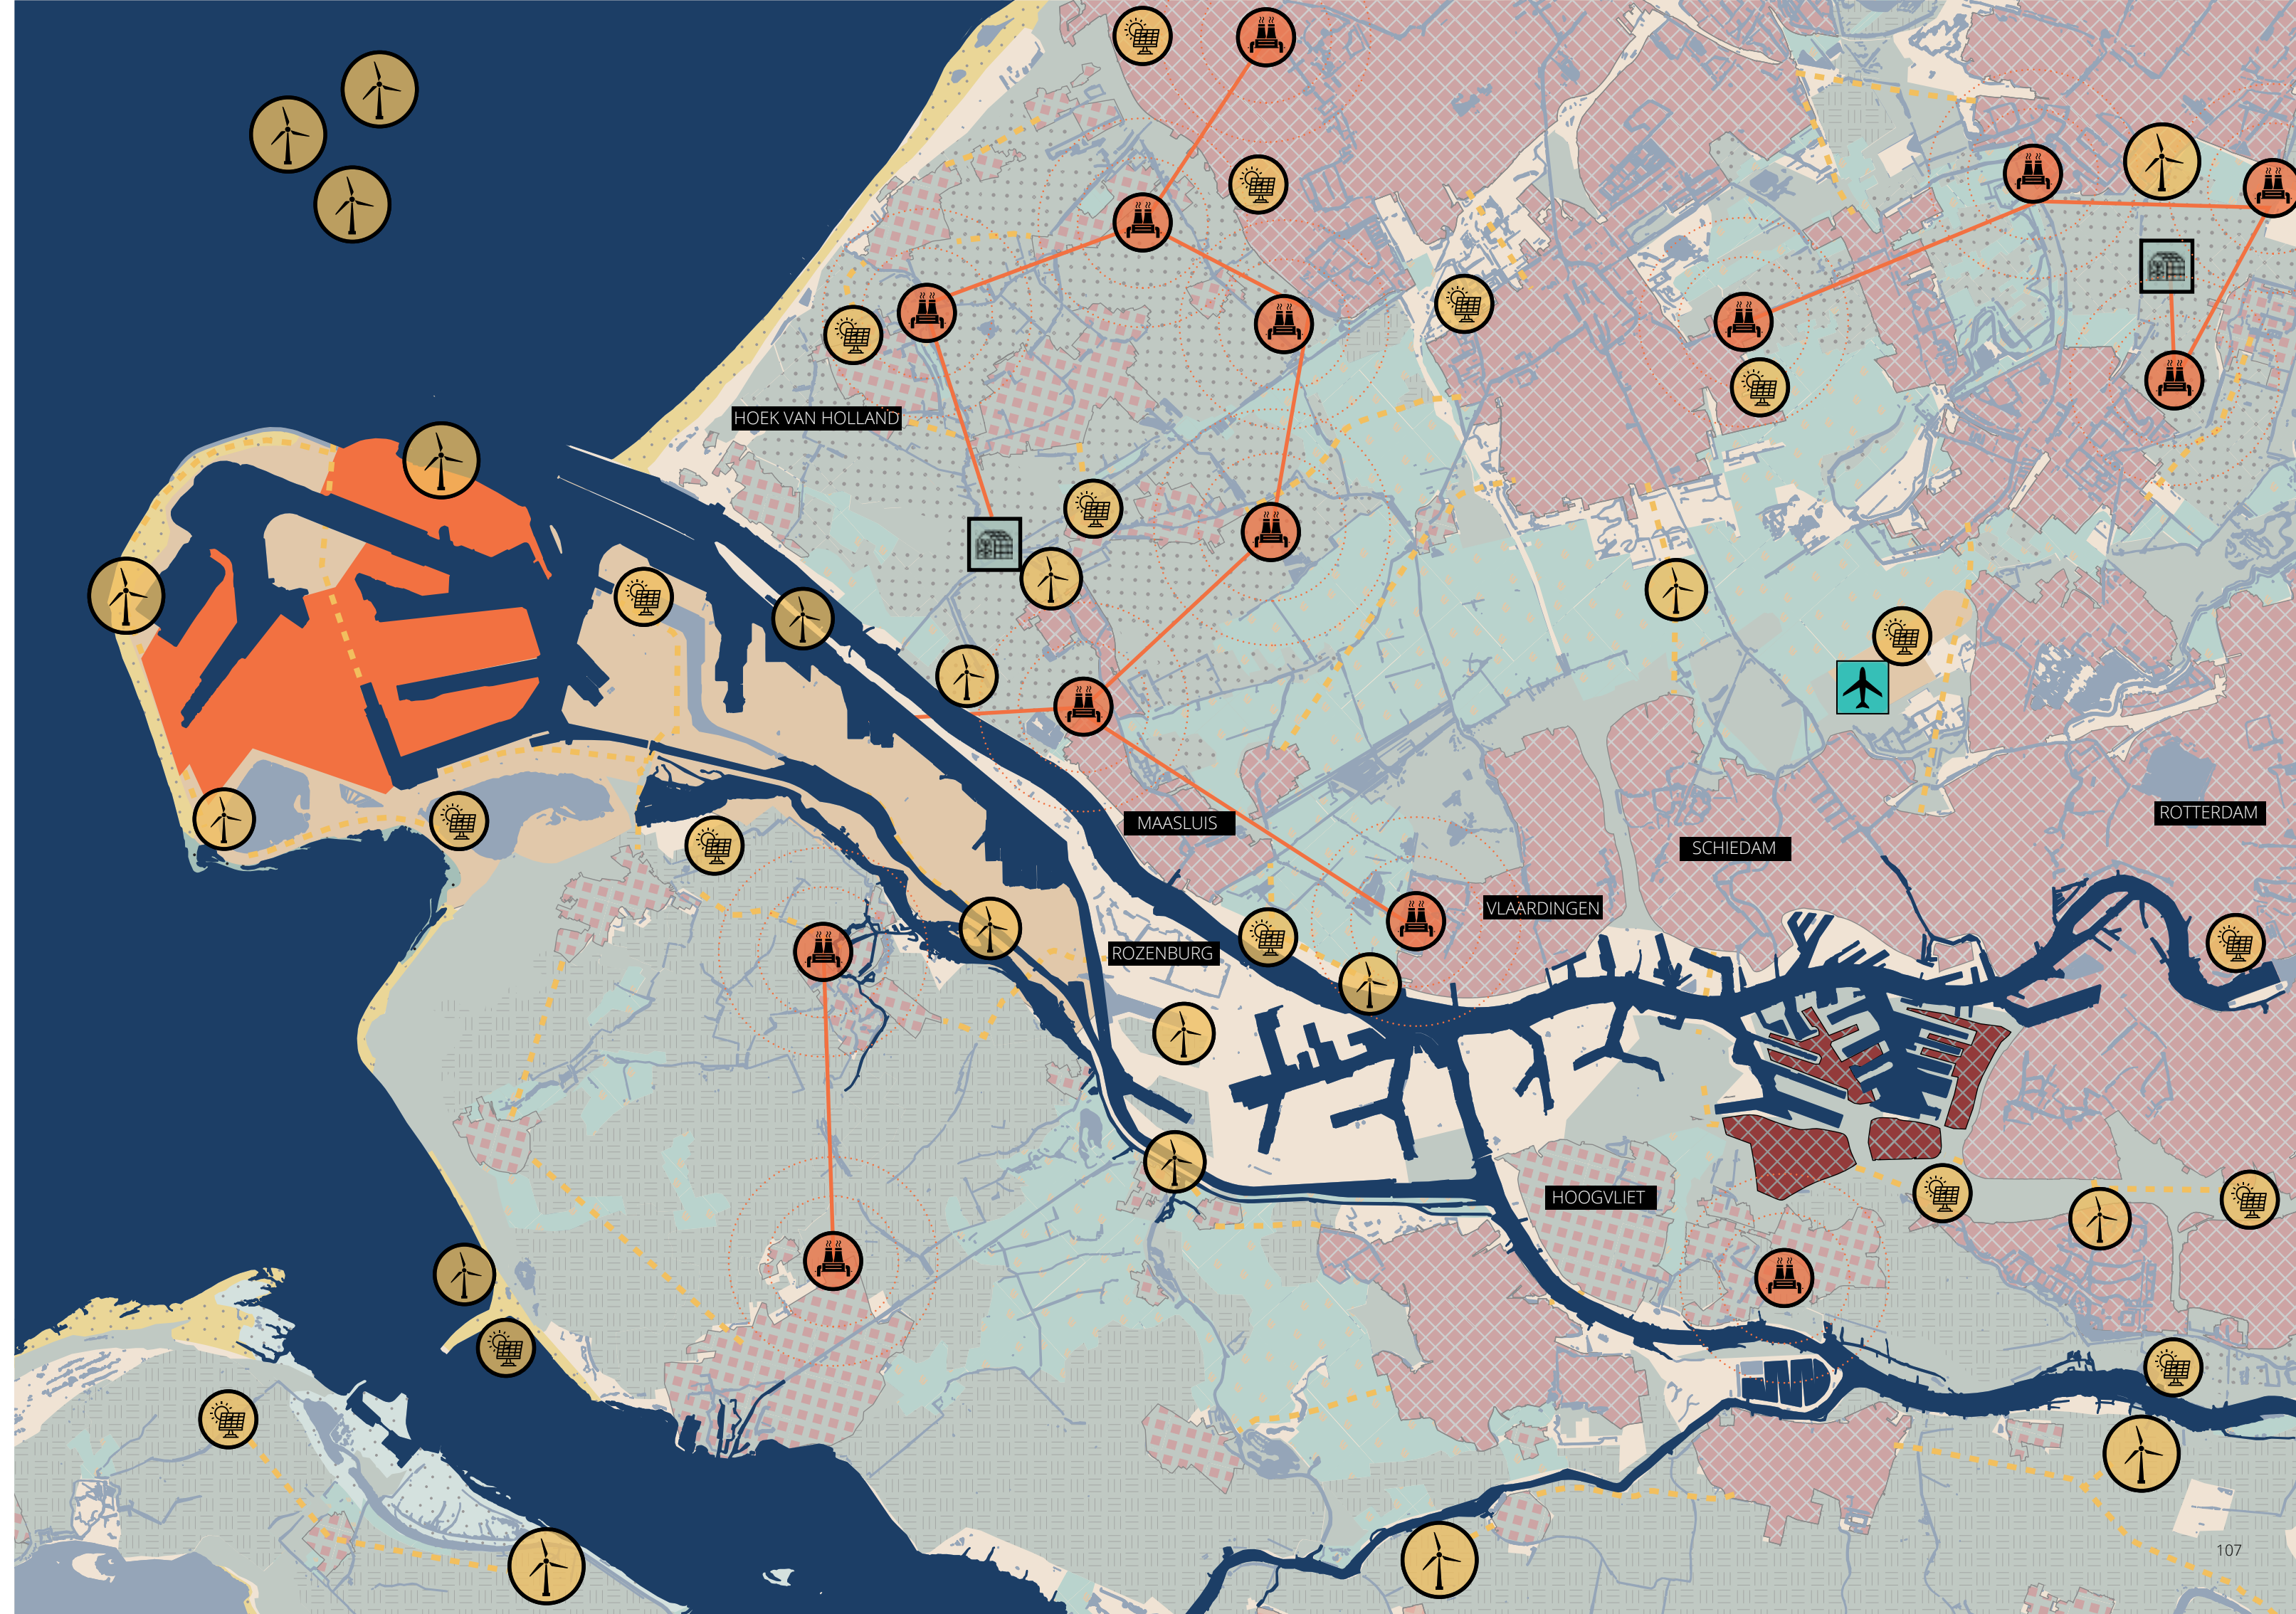 HOEK VAN HOLLAND
MAASLUIS
ROTTERDAM
SCHIEDAM
VLAARDINGEN
ROZENBURG
HOOGVLIET
107